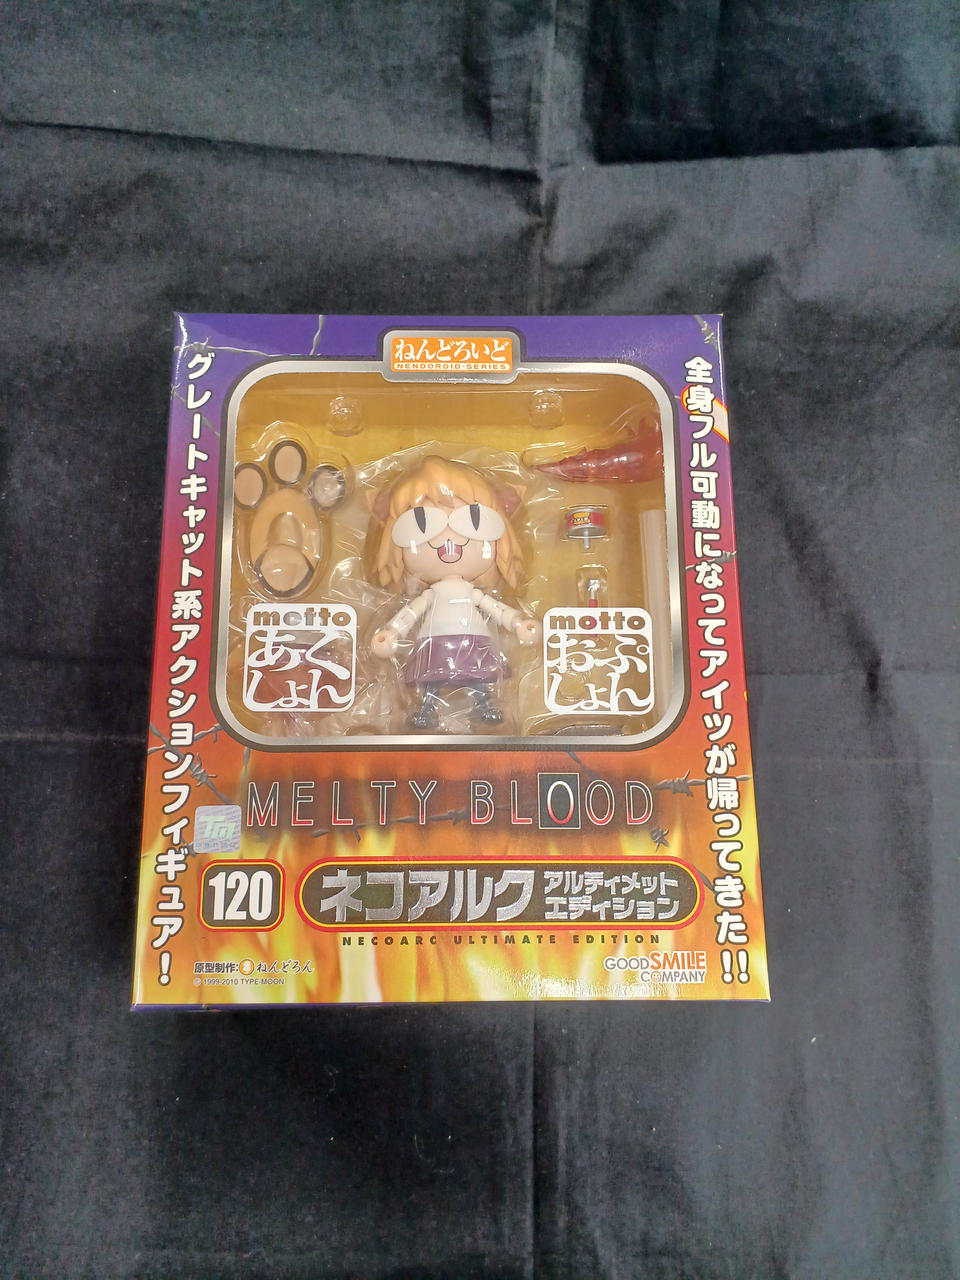 ねんどろいど
NENDOROID-SERIES
グレートキャット系アクションフィギュア!
全身フル可動になってアイツが帰ってきた!!
motto
あく
しょん
motto
おぷ
しょん
MELTY BLOOD
TM
120
ネコアルク
アルティメット
エディション
NECOARC ULTIMATE EDITION
原型制作:ねんどろん
© 1999-2010 TYPE-MOON
GOODSMILE
COMPANY